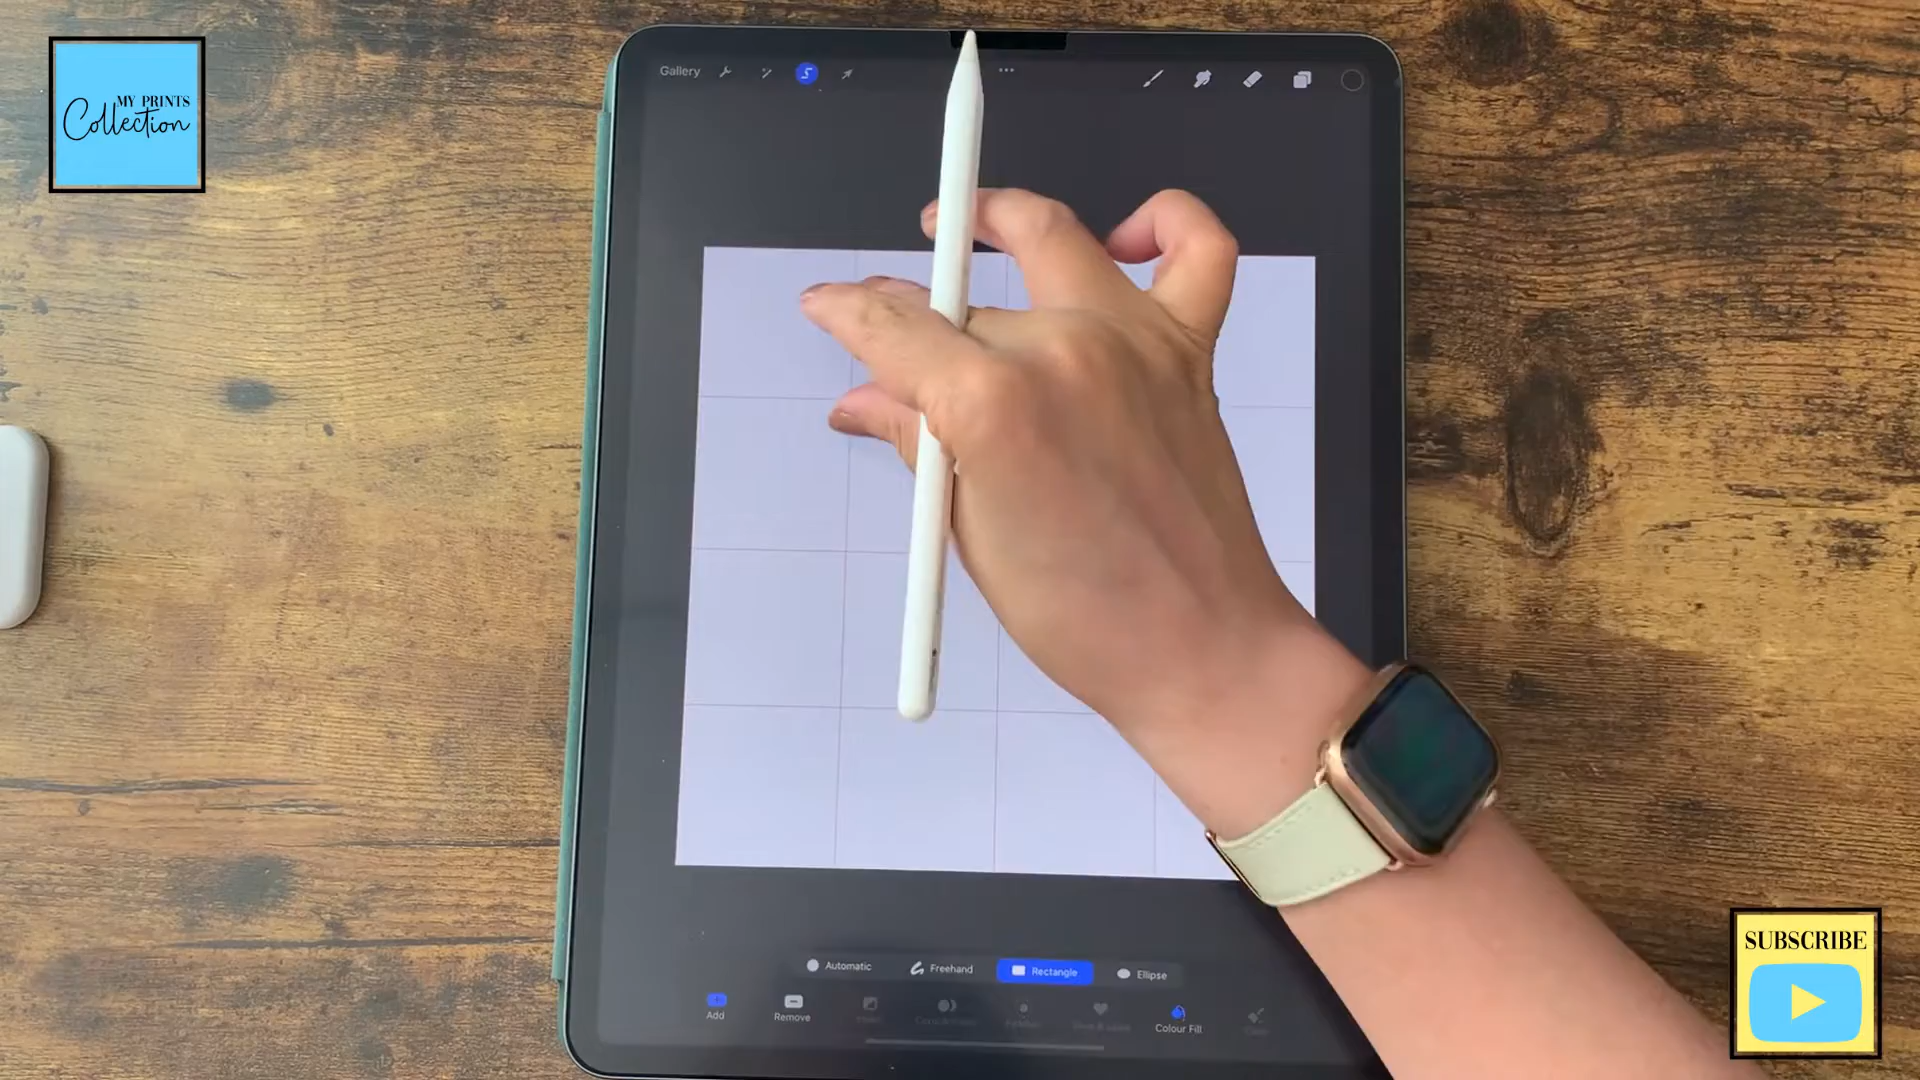 MY PRINTS
Collection
Gallery
Automatic
Freehand
Rectangle
Ellipse
Add
Remove
Colour Fill
SUBSCRIBE